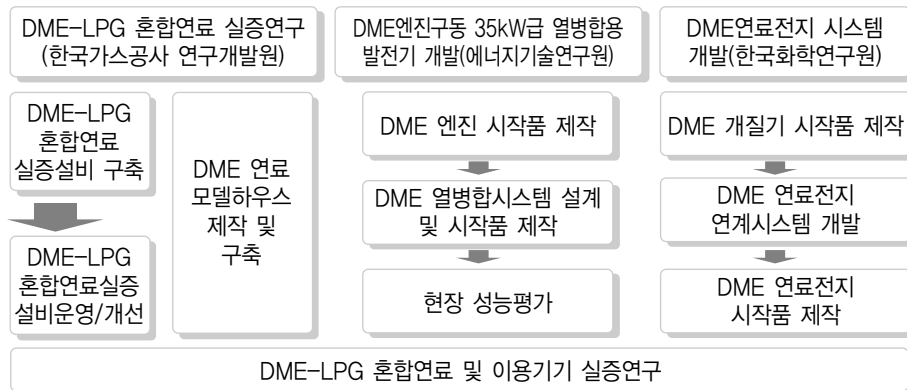 DME-LPG 혼합연료 실증연구
(한국가스공사 연구개발원)
DME엔진구동 35kW급 열병합용
발전기 개발(에너지기술연구원)
DME연료전지 시스템
개발(한국화학연구원)
DME-LPG
혼합연료
실증설비 구축
DME-LPG
혼합연료실증
설비운영/개선
DME 연료
모델하우스
제작 및
구축
DME 엔진 시작품 제작
DME 열병합시스템 설계
및 시작품 제작
현장 성능평가
DME 개질기 시작품 제작
DME 연료전지
연계시스템 개발
DME 연료전지
시작품 제작
DME-LPG 혼합연료 및 이용기기 실증연구